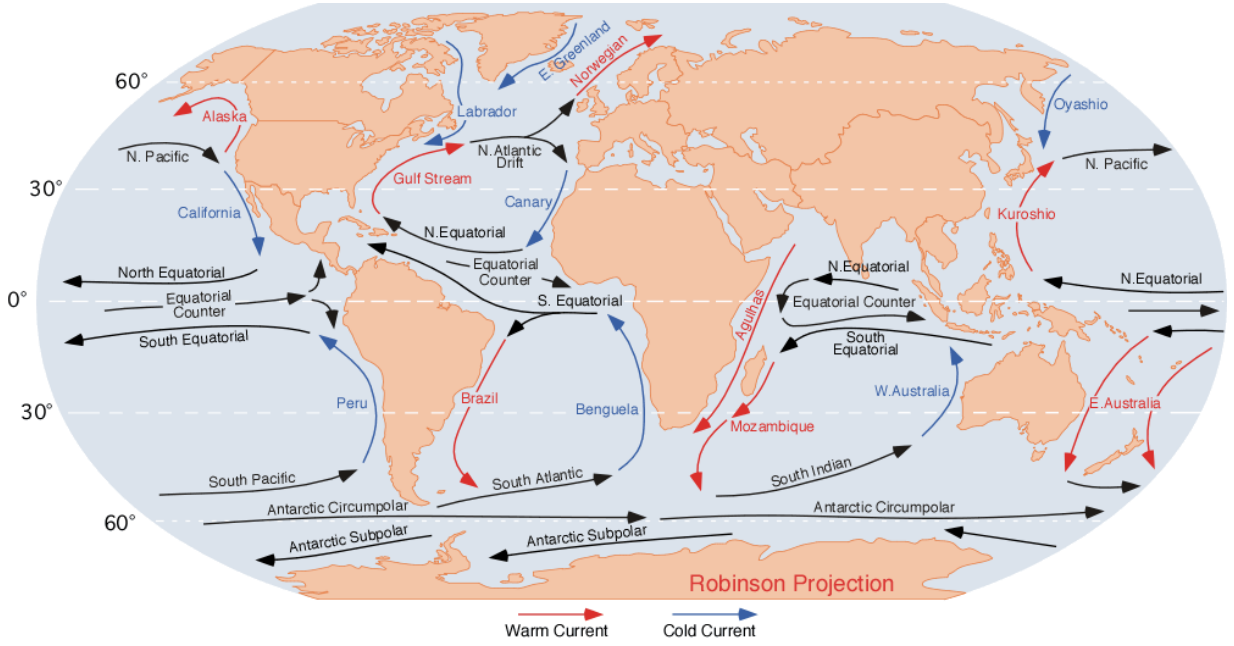 E. Greenland
Norwegian
60°
Alaska
Labrador
Oyashio
N. Pacific
N.Atlantic
Drift
N. Pacific
Gulf Stream
30°
California
Canary
Kuroshio
N.Equatorial
North Equatorial
Equatorial
Counter
N.Equatorial
N.Equatorial
0°
Equatorial
Counter
S. Equatorial
Agulhas
Equatorial Counter
South Equatorial
South
Equatorial
Peru
Brazil
Benguela
W.Australia
E.Australia
30°
Mozambique
South Pacific
South Atlantic
South Indian
Antarctic Circumpolar
Antarctic Circumpolar
60°
Antarctic Subpolar
Antarctic Subpolar
Robinson Projection
Warm Current
Cold Current